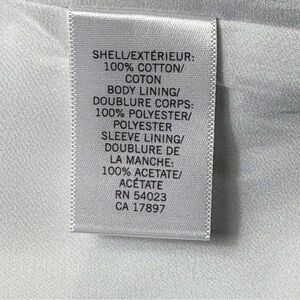 SHELL/EXTÉRIEUR:
100% COTTON/
COTON
BODY LINING/
DOUBLURE CORPS:
100% POLYESTER/
POLYESTER
SLEEVE LINING/
DOUBLURE DE
LA MANCHE:
100% ACETATE/
ACÉTATE
RN 54023
CA 17897